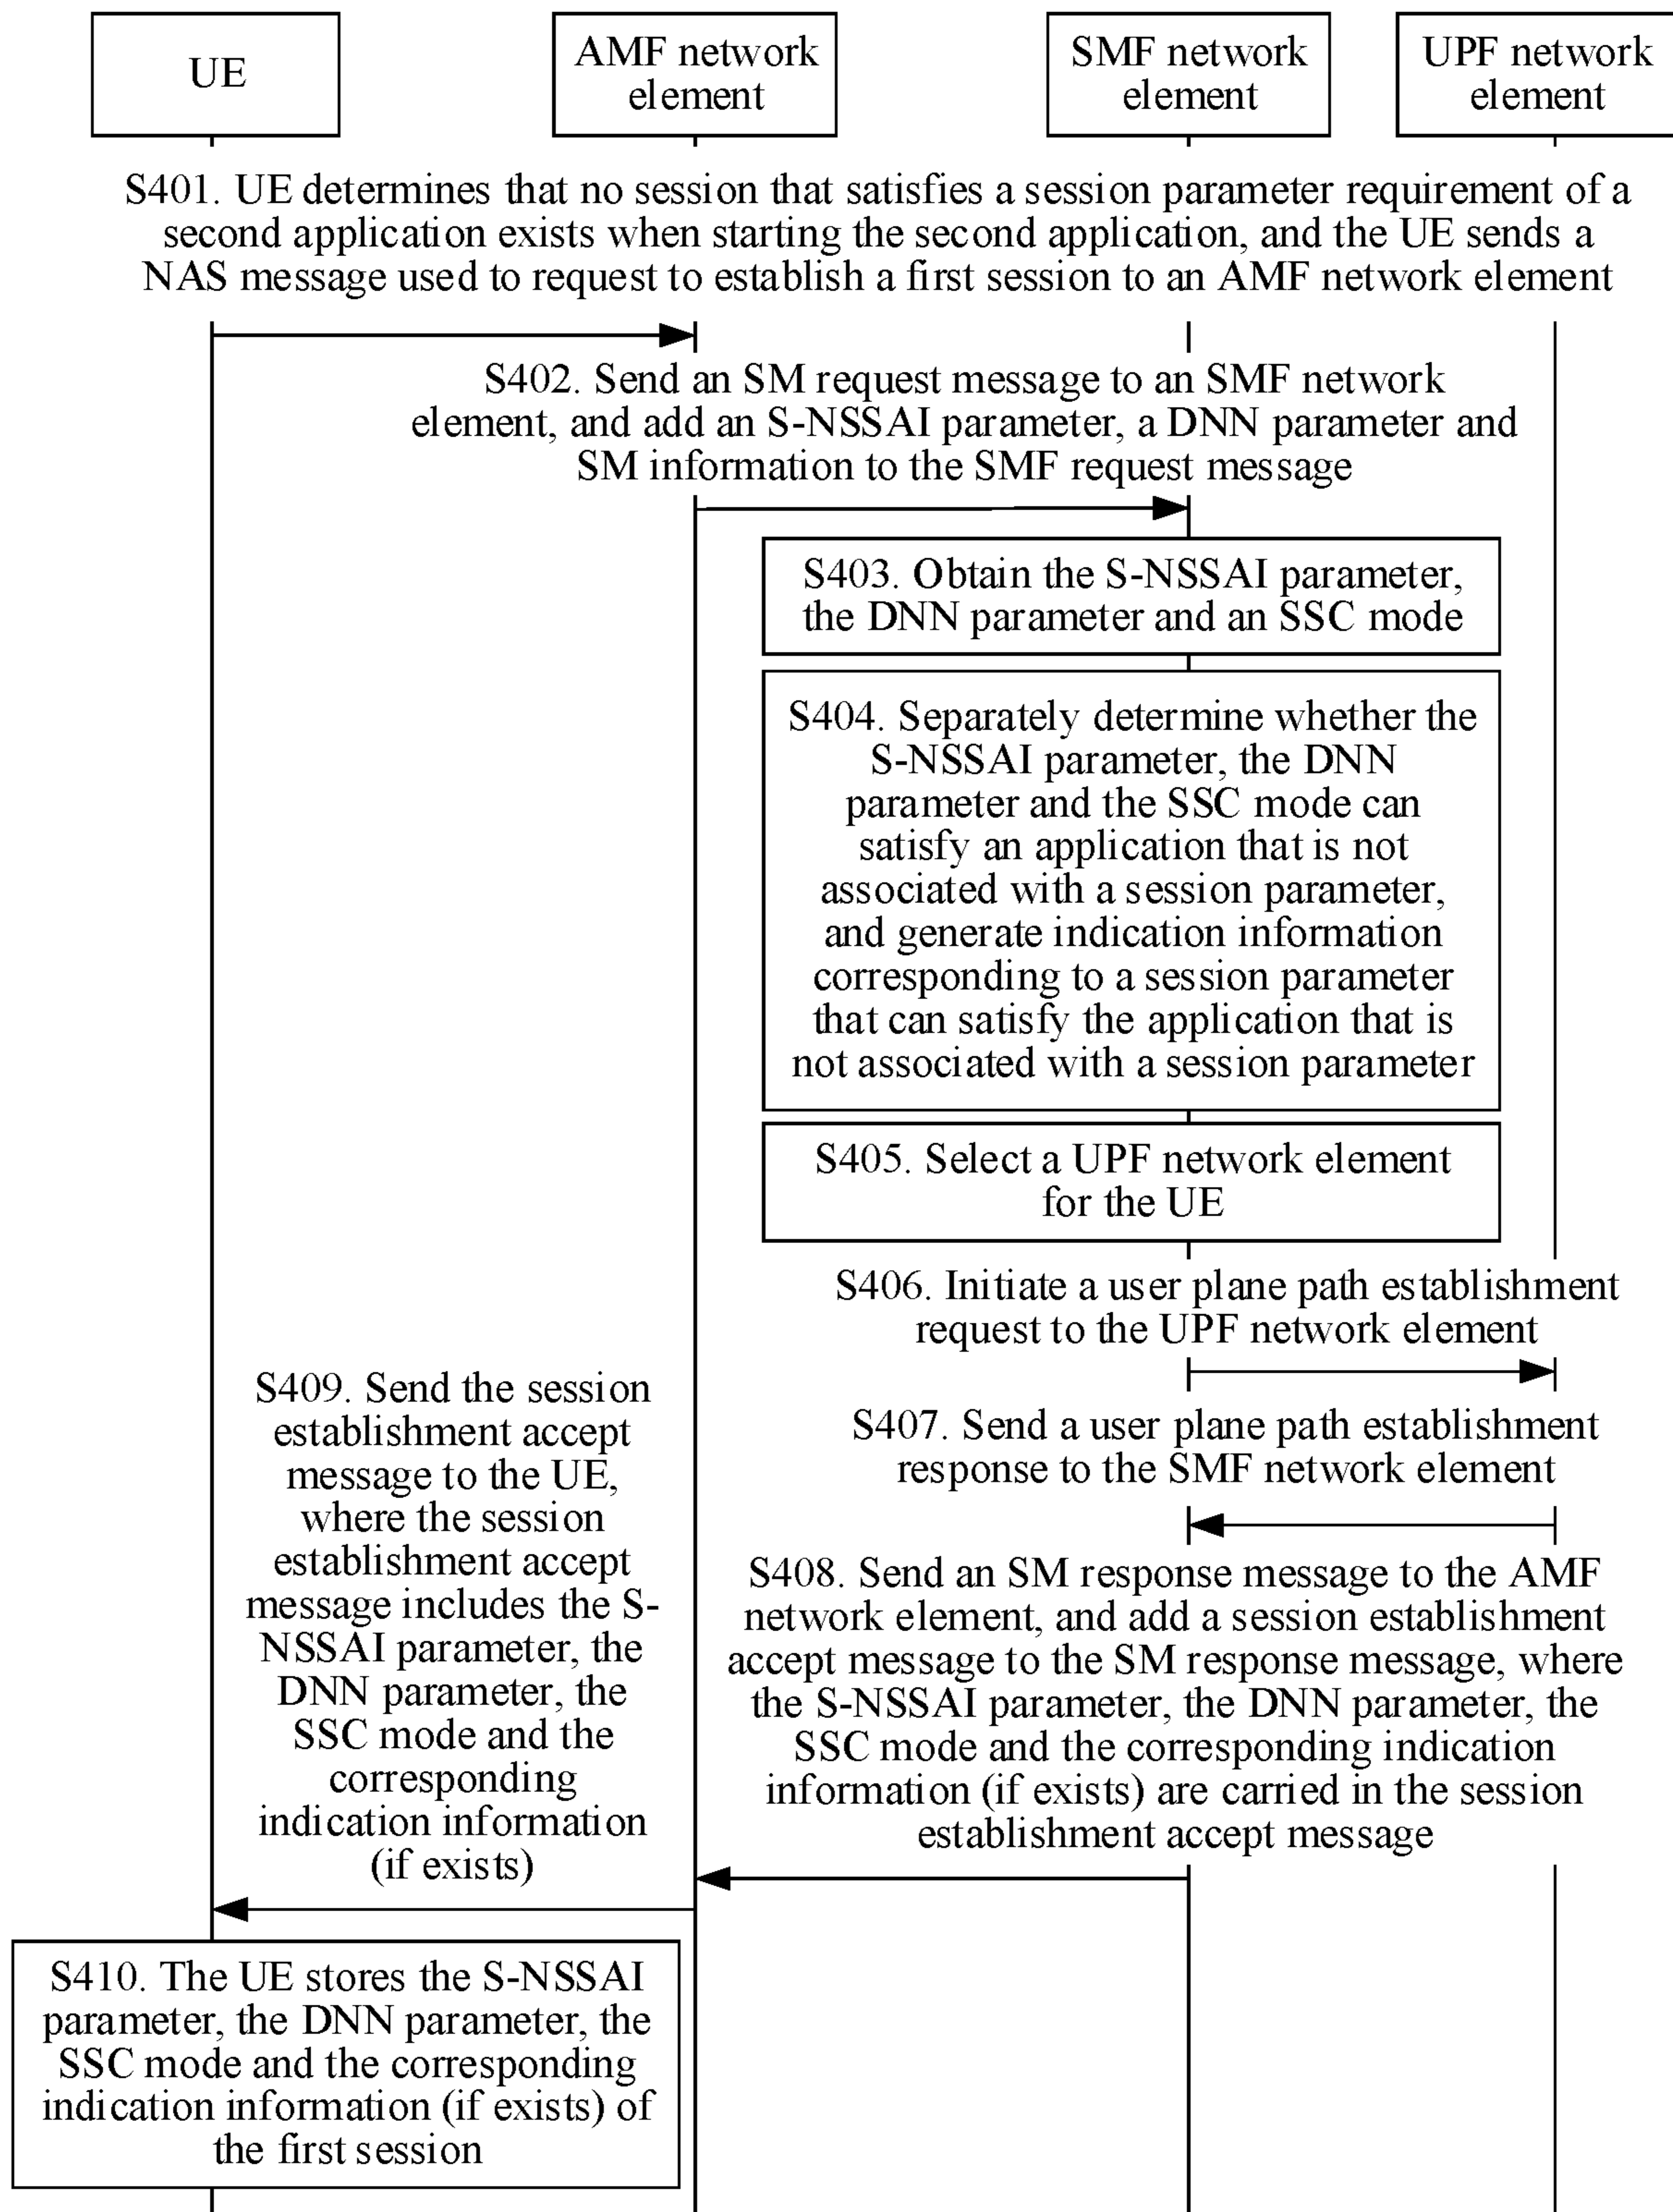 UE
AMF network
element
SMF network
element
UPF network
element
S401. UE determines that no session that satisfies a session parameter requirement of a
second application exists when starting the second application, and the UE sends a
NAS message used to request to establish a first session to an AMF network element
S402. Send an SM request message to an SMF network
element, and add an S-NSSAI parameter, a DNN parameter and
SM information to the SMF request message
S403. Obtain the S-NSSAI parameter,
the DNN parameter and an SSC mode
S404. Separately determine whether the
S-NSSAI parameter, the DNN
parameter and the SSC mode can
satisfy an application that is not
associated with a session parameter,
and generate indication information
corresponding to a session parameter
that can satisfy the application that is
not associated with a session parameter
S405. Select a UPF network element
for the UE
S406. Initiate a user plane path establishment
request to the UPF network element
S407. Send a user plane path establishment
response to the SMF network element
S408. Send an SM response message to the AMF
network element, and add a session establishment
accept message to the SM response message, where
the S-NSSAI parameter, the DNN parameter, the
SSC mode and the corresponding indication
information (if exists) are carried in the session
establishment accept message
S409. Send the session
establishment accept
message to the UE,
where the session
establishment accept
message includes the S-
NSSAI parameter, the
DNN parameter, the
SSC mode and the
corresponding
indication information
(if exists)
S410. The UE stores the S-NSSAI
parameter, the DNN parameter, the
SSC mode and the corresponding
indication information (if exists) of
the first session